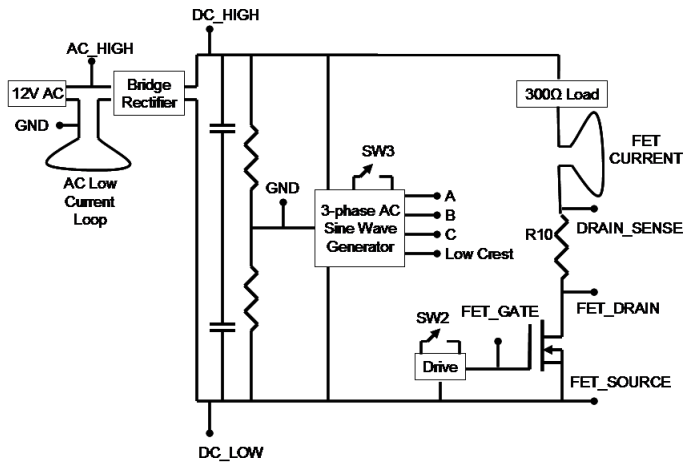 DC_HIGH
AC_HIGH
12V AC
Bridge
Rectifier
GND
AC Low
Current
Loop
300Ω Load
FET
CURRENT
SW3
GND
3-phase AC
Sine Wave
Generator
A
B
C
Low Crest
DRAIN_SENSE
R10
FET_DRAIN
SW2
FET_GATE
Drive
FET_SOURCE
DC_LOW